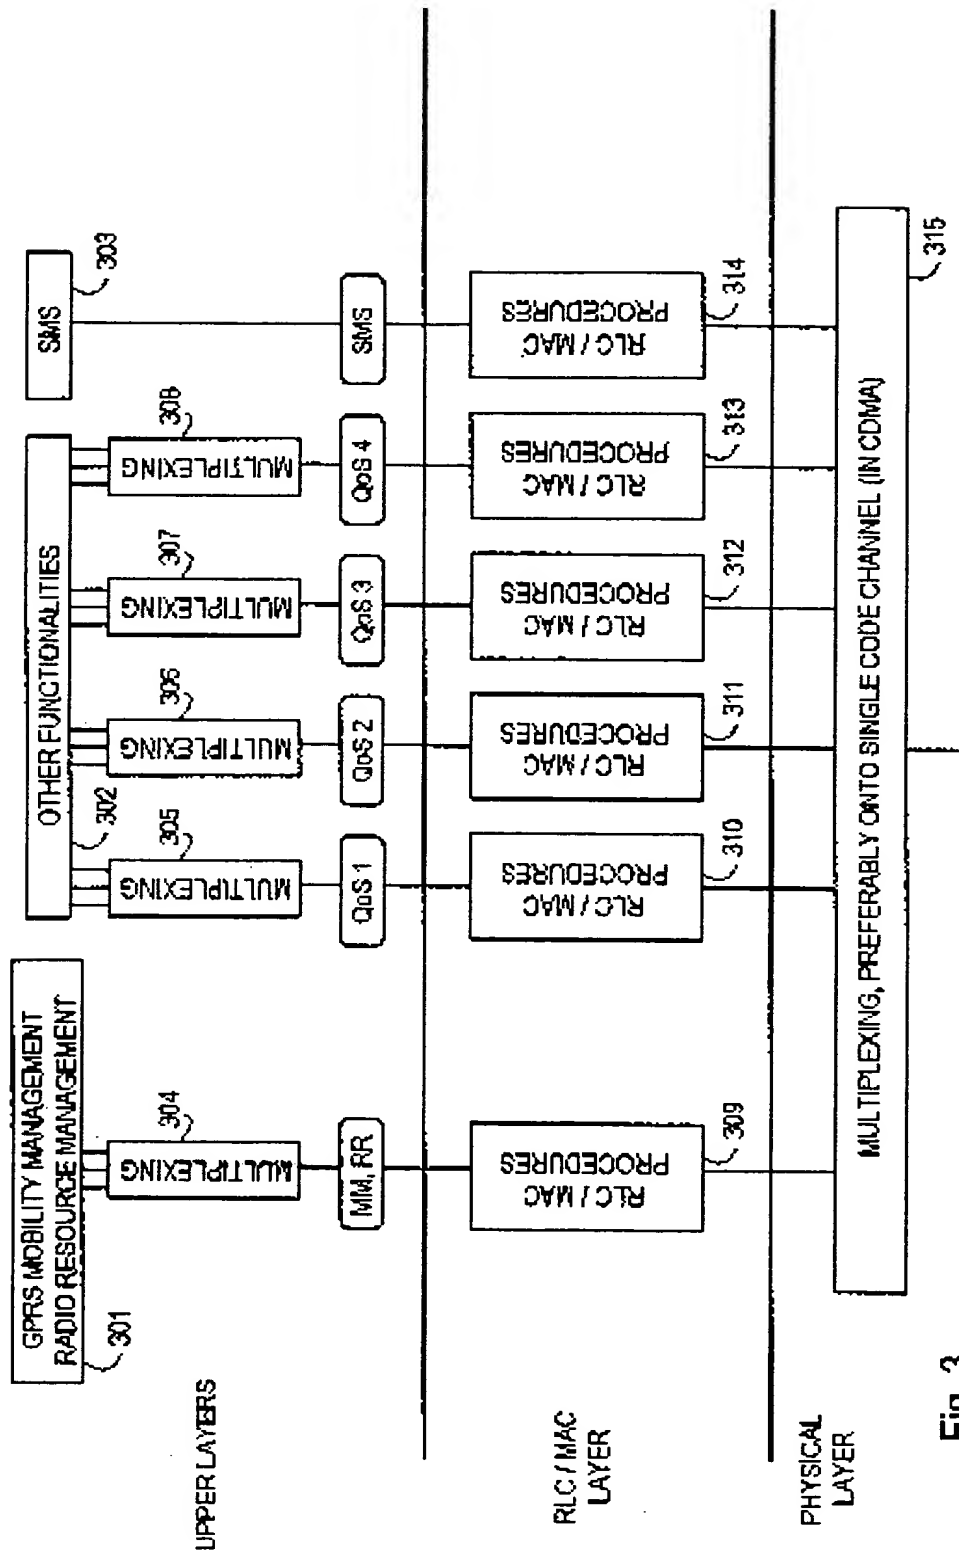 GPRS MOBILITY MANAGEMENT
RADIO RESOURCE MANAGEMENT
301
OTHER FUNCTIONALITIES
302
SMS
303
UPPER LAYERS
MULTIPLEXING
304
MULTIPLEXING
305
MULTIPLEXING
306
MULTIPLEXING
307
MULTIPLEXING
308
MM, RR
QoS 1
QoS 2
QoS 3
QoS 4
SMS
RLC / MAC
LAYER
RLC / MAC
PROCEDURES
309
RLC / MAC
PROCEDURES
310
RLC / MAC
PROCEDURES
311
RLC / MAC
PROCEDURES
312
RLC / MAC
PROCEDURES
313
RLC / MAC
PROCEDURES
314
PHYSICAL
LAYER
MULTIPLEXING, PREFERABLY ONTO SINGLE CODE CHANNEL (IN CDMA)
315
Fig. 3